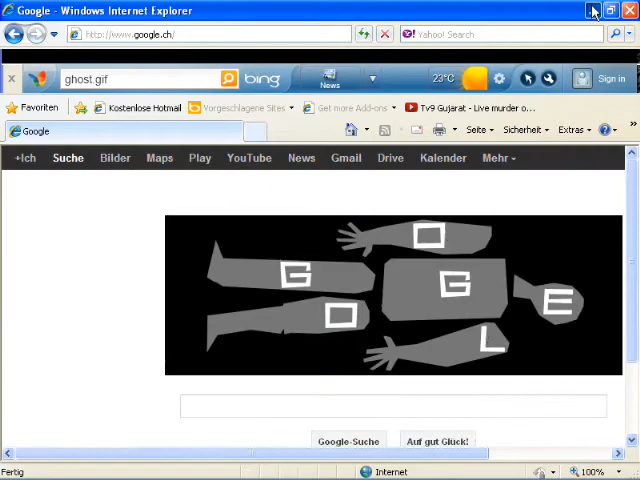 Google - Windows Internet Explorer
http://www.google.ch/
Yahoo! Search
ghost.gif
bing
News
23°C
Sign in
Favoriten
Kostenlose Hotmail
Vorgeschlagene Sites
Get more Add-ons
Tv9 Gujarat - Live murder o...
Google
Seite
Sicherheit
Extras
+Ich Suche Bilder Maps Play YouTube News Gmail Drive Kalender Mehr
O
G G E
O L
Google-Suche
Auf gut Glück!
Fertig
Internet
100%